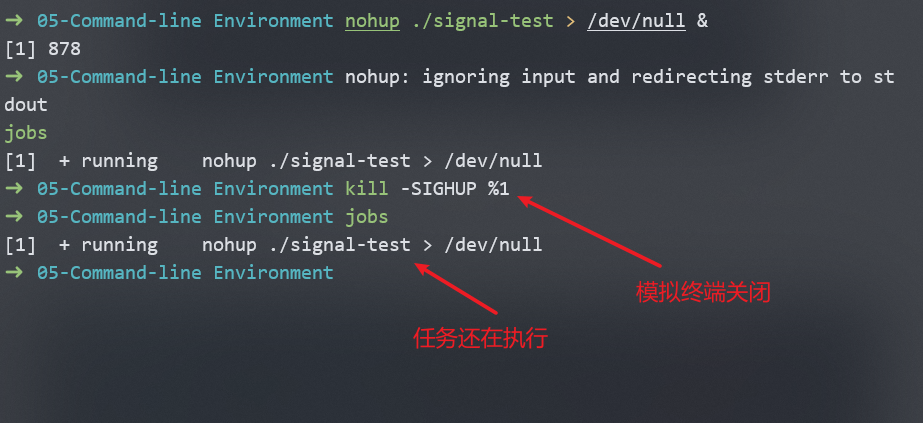 ➜ 05-Command-line Environment nohup ./signal-test > /dev/null &
[1] 878
➜ 05-Command-line Environment nohup: ignoring input and redirecting stderr to st
dout
jobs
[1]  + running    nohup ./signal-test > /dev/null
➜ 05-Command-line Environment kill -SIGHUP %1
➜ 05-Command-line Environment jobs
[1]  + running    nohup ./signal-test > /dev/null
➜ 05-Command-line Environment
模拟终端关闭
任务还在执行